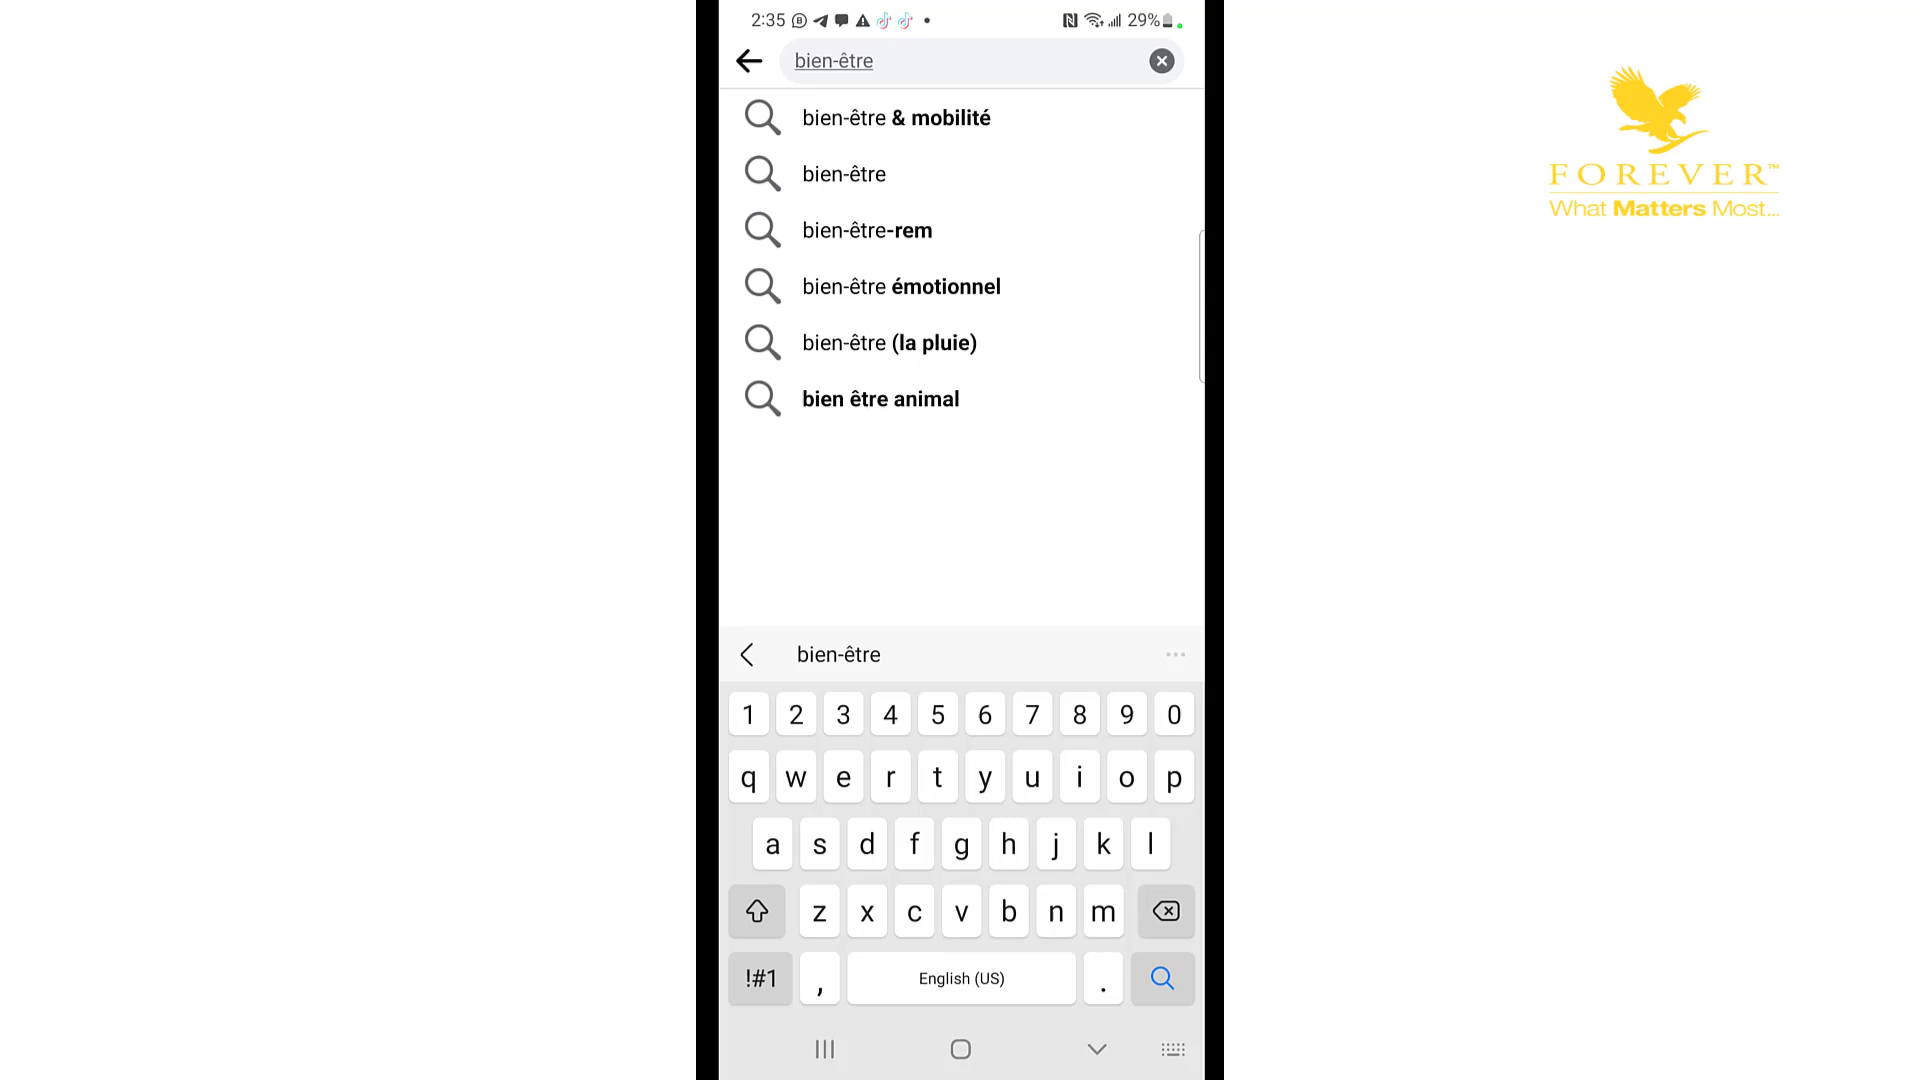 2:35
29%
bien-être
bien-être & mobilité
bien-être
bien-être-rem
bien-être émotionnel
bien-être (la pluie)
bien être animal
bien-être
1 2 3 4 5 6 7 8 9 0
q w e r t y u i o p
a s d f g h j k l
z x c v b n m
!#1 , English (US) .
FOREVER™
What Matters Most...